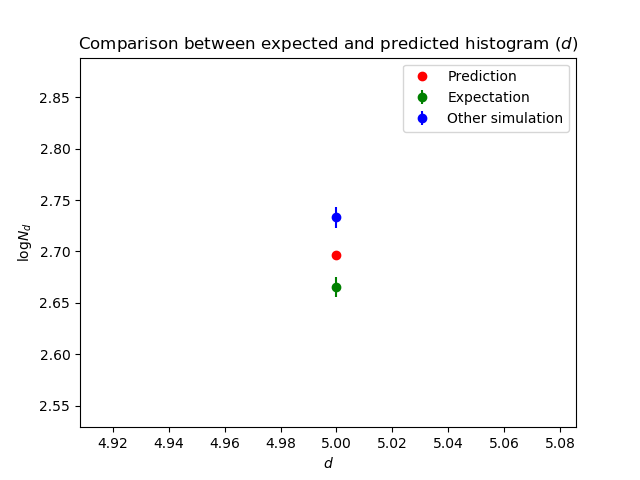 Comparison between expected and predicted histogram (d)
Prediction
Expectation
Other simulation
2.85
2.80
2.75
2.70
2.65
2.60
2.55
logN_d
4.92 4.94 4.96 4.98 5.00 5.02 5.04 5.06 5.08
d